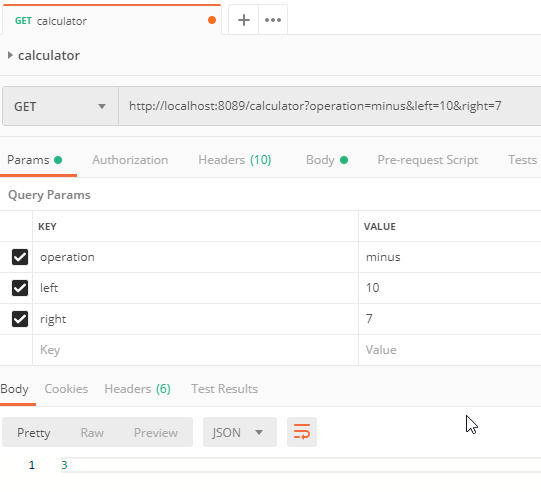 GET calculator
calculator
GET http://localhost:8089/calculator?operation=minus&left=10&right=7
Params Authorization Headers (10) Body Pre-request Script Tests
Query Params
KEY VALUE
operation minus
left 10
right 7
Key Value
Body Cookies Headers (6) Test Results
Pretty Raw Preview JSON
1 3